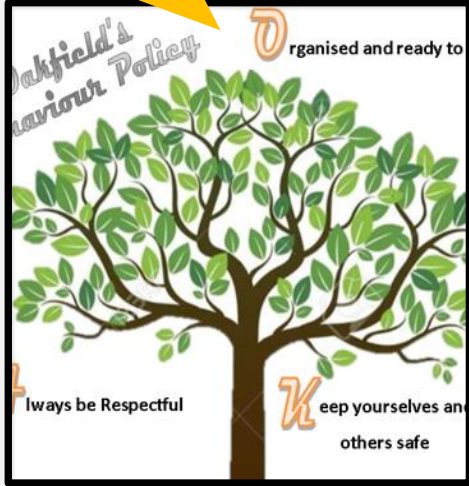 Oakfield's
Behaviour Policy
Organised and ready to
Always be Respectful
Keep yourselves and
others safe